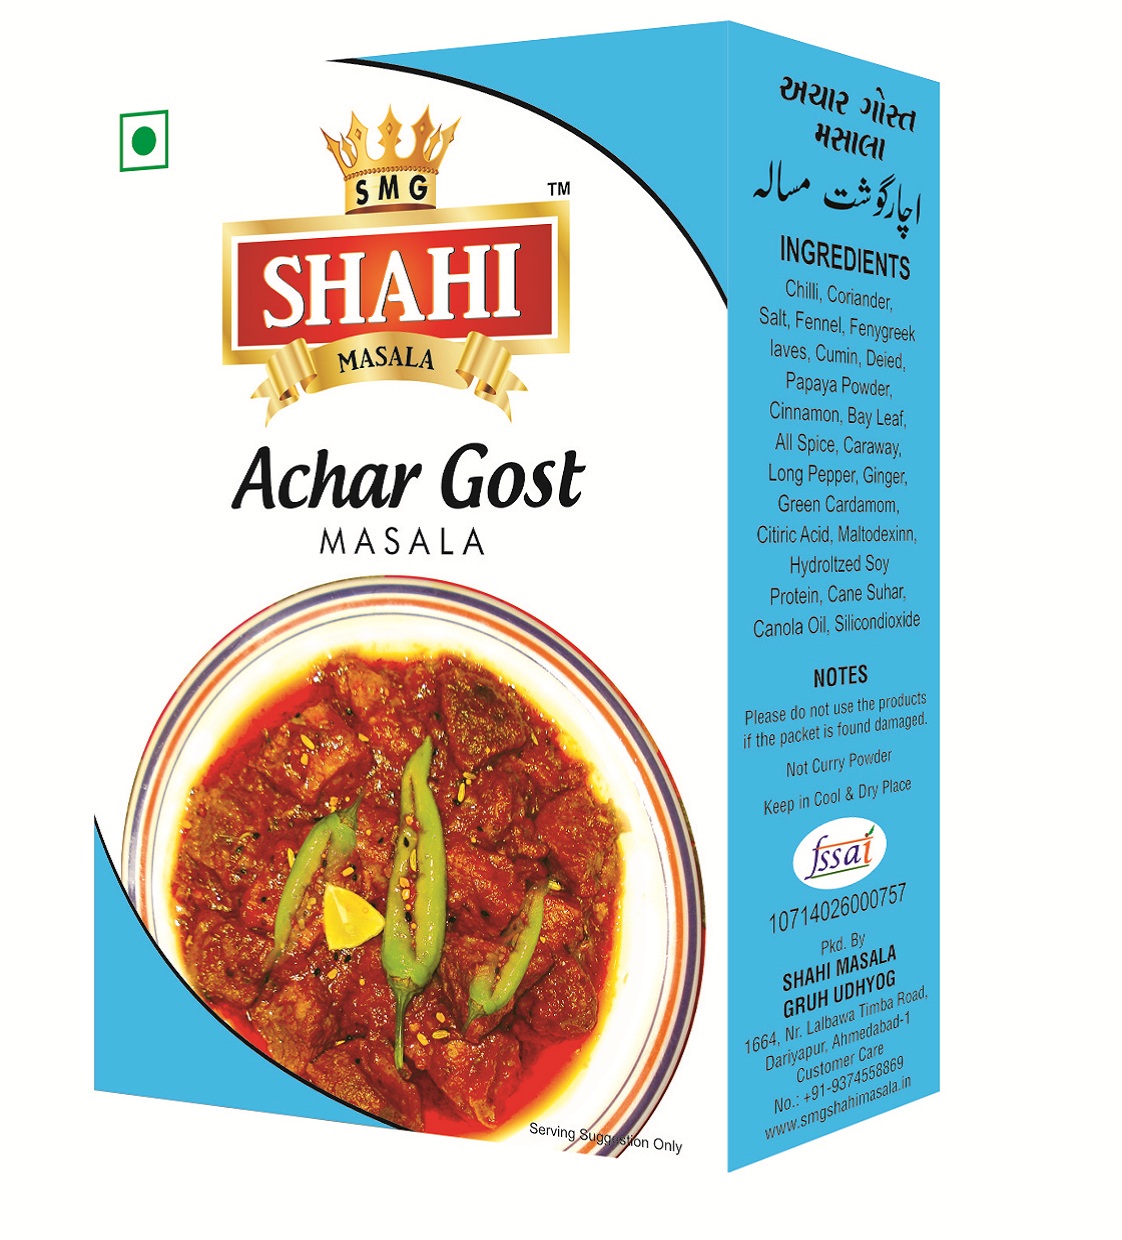 SMG
TM
SHAHI
MASALA
Achar Gost
MASALA
Serving Suggestion Only
અચાર ગોસ્ત
મસાલા
اچار گوشت مسالہ
INGREDIENTS
Chilli, Coriander,
Salt, Fennel, Fenygreek
laves, Cumin, Deied,
Papaya Powder,
Cinnamon, Bay Leaf,
All Spice, Caraway,
Long Pepper, Ginger,
Green Cardamom,
Citiric Acid, Maltodexinn,
Hydroltzed Soy
Protein, Cane Suhar,
Canola Oil, Silicondioxide
NOTES
Please do not use the products
if the packet is found damaged.
Not Curry Powder
Keep in Cool & Dry Place
fssai
10714026000757
Pkd. By
SHAHI MASALA
GRUH UDHYOG
1664, Nr. Lalbawa Timba Road,
Dariyapur, Ahmedabad-1
Customer Care
No.: +91-9374558869
www.smgshahimasala.in